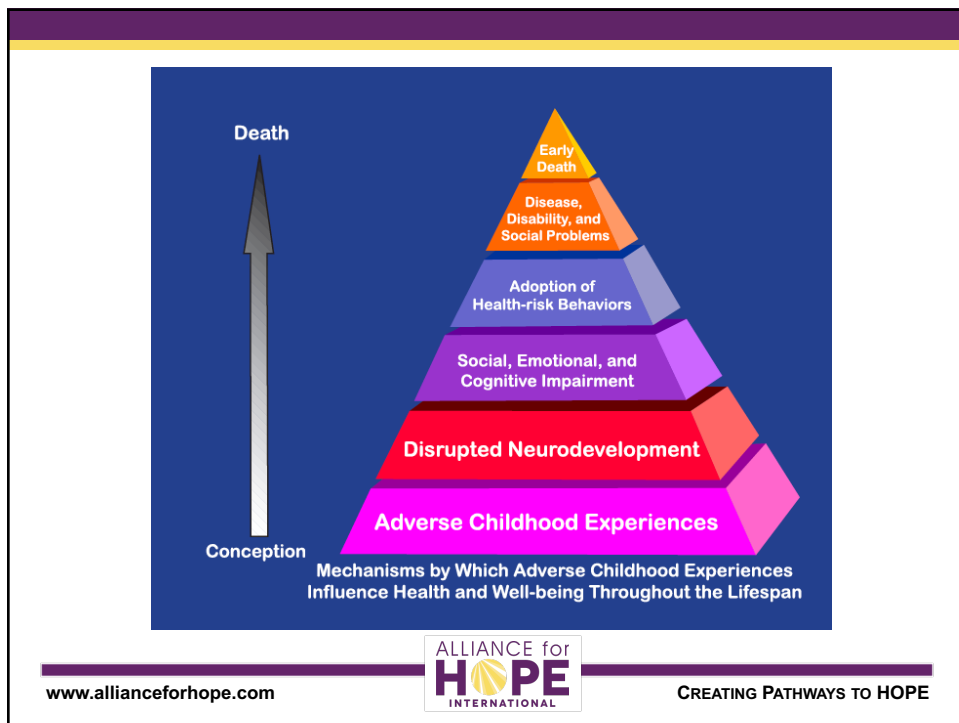 Death
Early
Death
Disease,
Disability, and
Social Problems
Adoption of
Health-risk Behaviors
Social, Emotional, and
Cognitive Impairment
Disrupted Neurodevelopment
Adverse Childhood Experiences
Conception
Mechanisms by Which Adverse Childhood Experiences
Influence Health and Well-being Throughout the Lifespan
www.allianceforhope.com
ALLIANCE for
HOPE
INTERNATIONAL
CREATING PATHWAYS TO HOPE